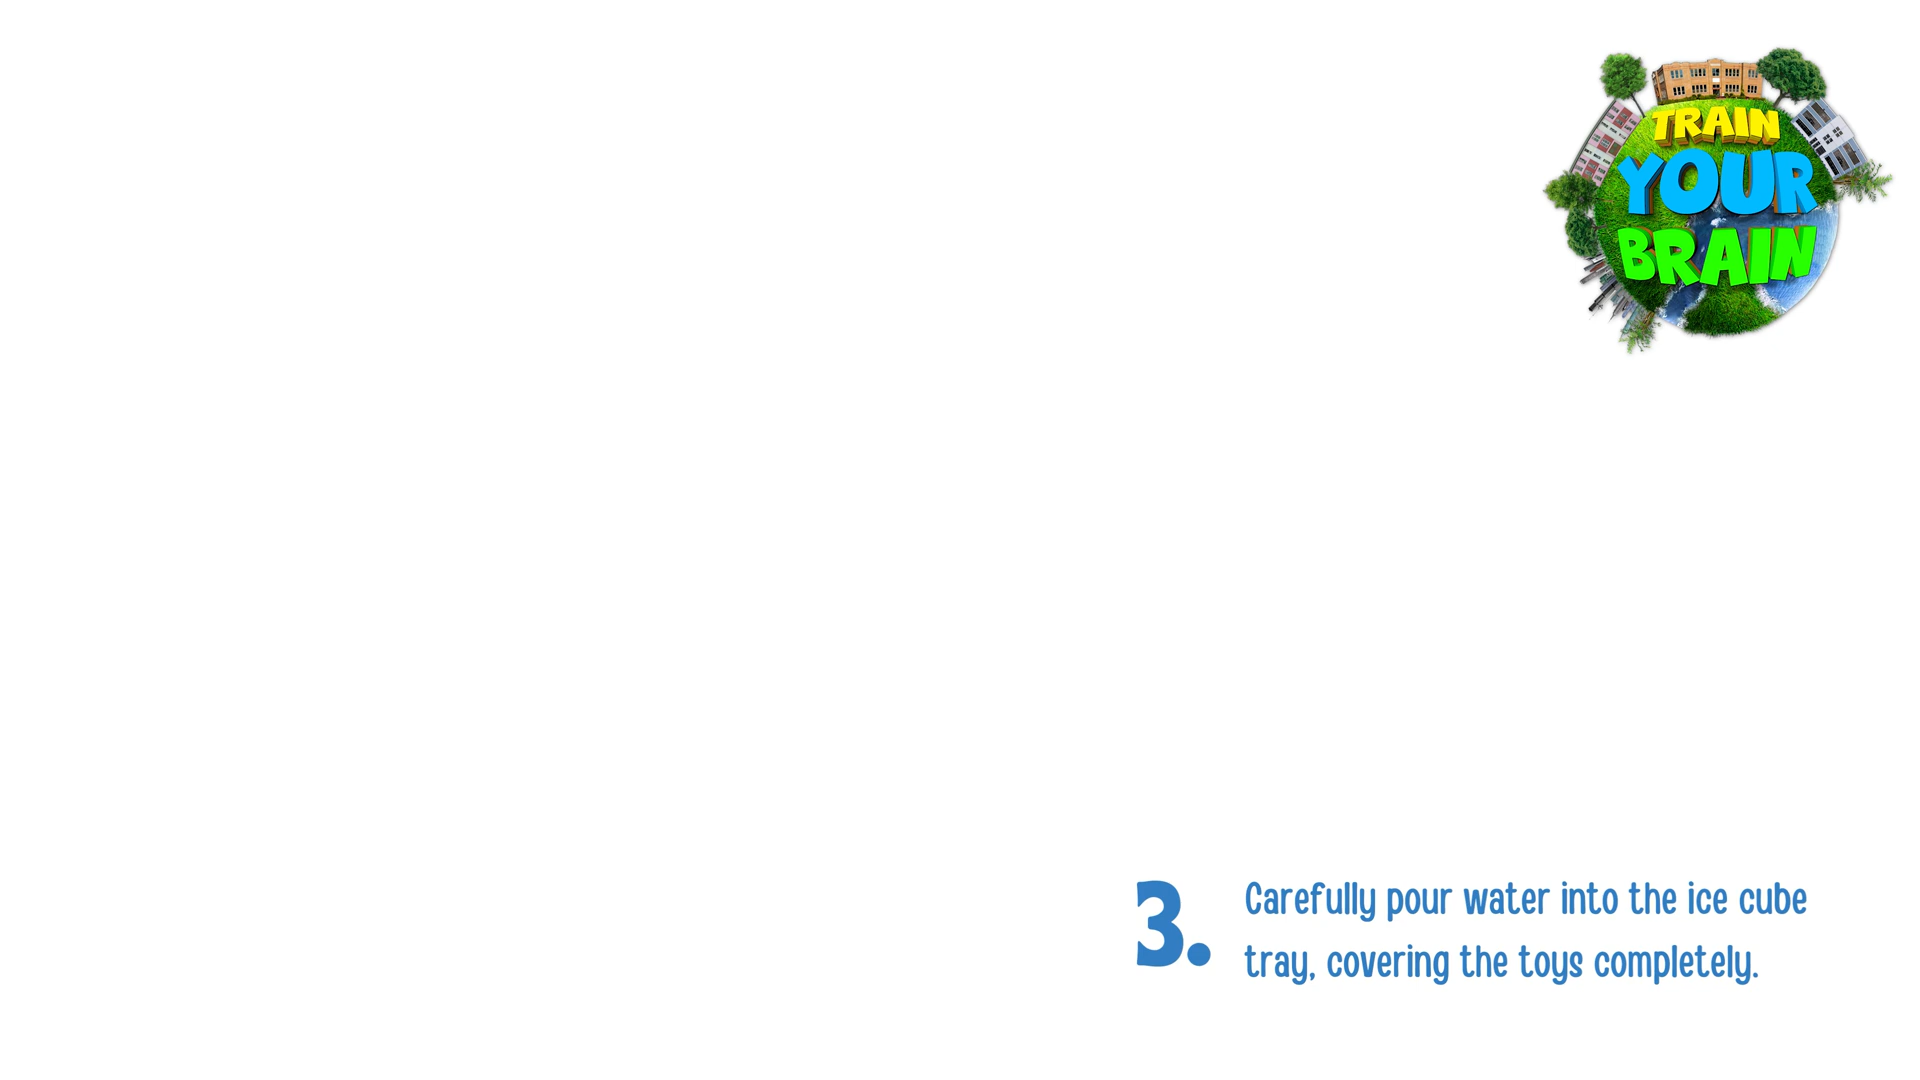 TRAIN
YOUR
BRAIN
3. Carefully pour water into the ice cube
tray, covering the toys completely.